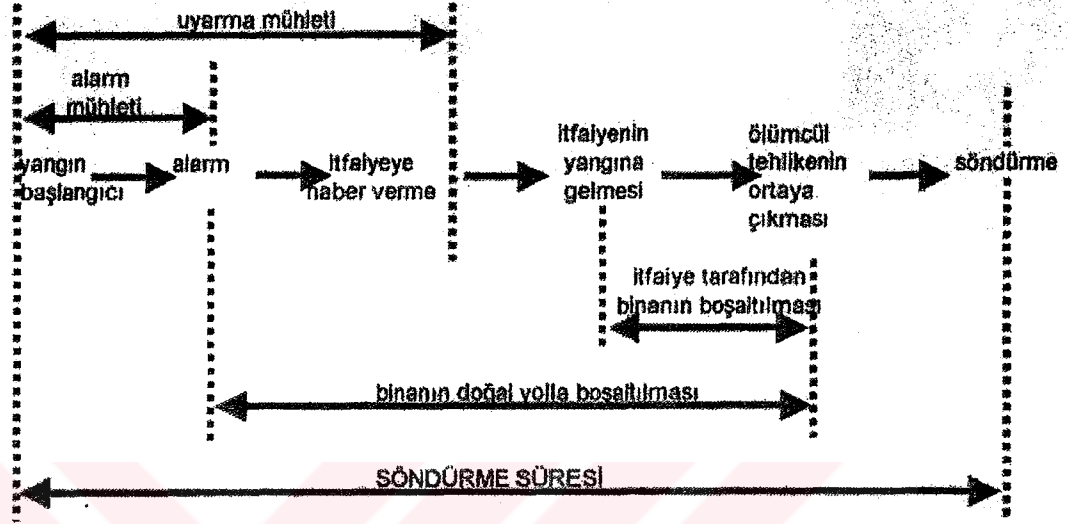 uyarma mühleti
alarm
mühleti
yangın
başlangıcı
alarm
itfaiyeye
haber verme
itfaiyenin
yangına
gelmesi
ölümcül
tehlikenin
ortaya
çıkması
söndürme
itfaiye tarafından
binanın boşaltılması
binanın doğal yolla boşaltılması
SÖNDÜRME SÜRESİ